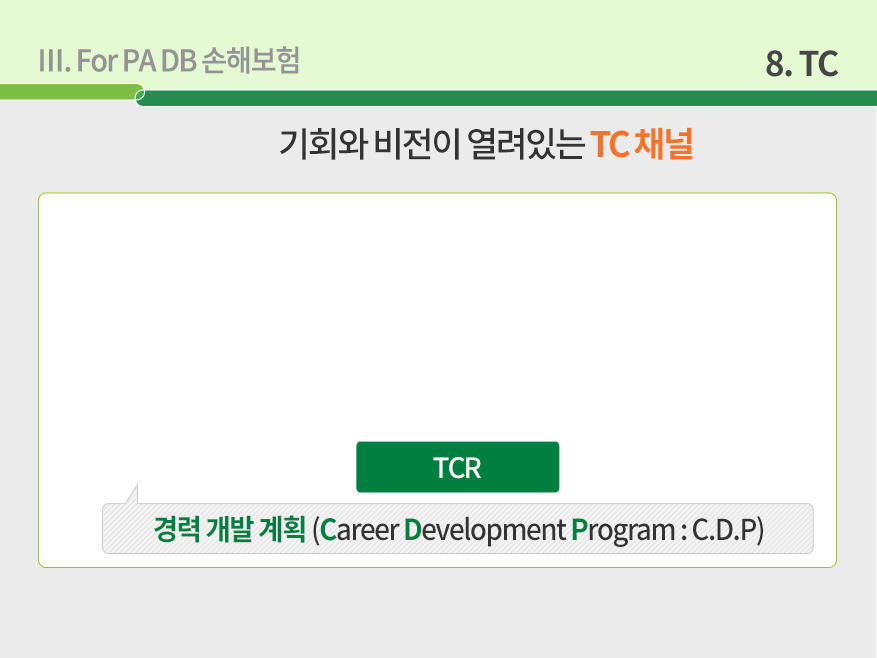 III. For PA DB 손해보험
8. TC
기회와 비전이 열려있는 TC 채널
TCR
경력 개발 계획 (Career Development Program : C.D.P)